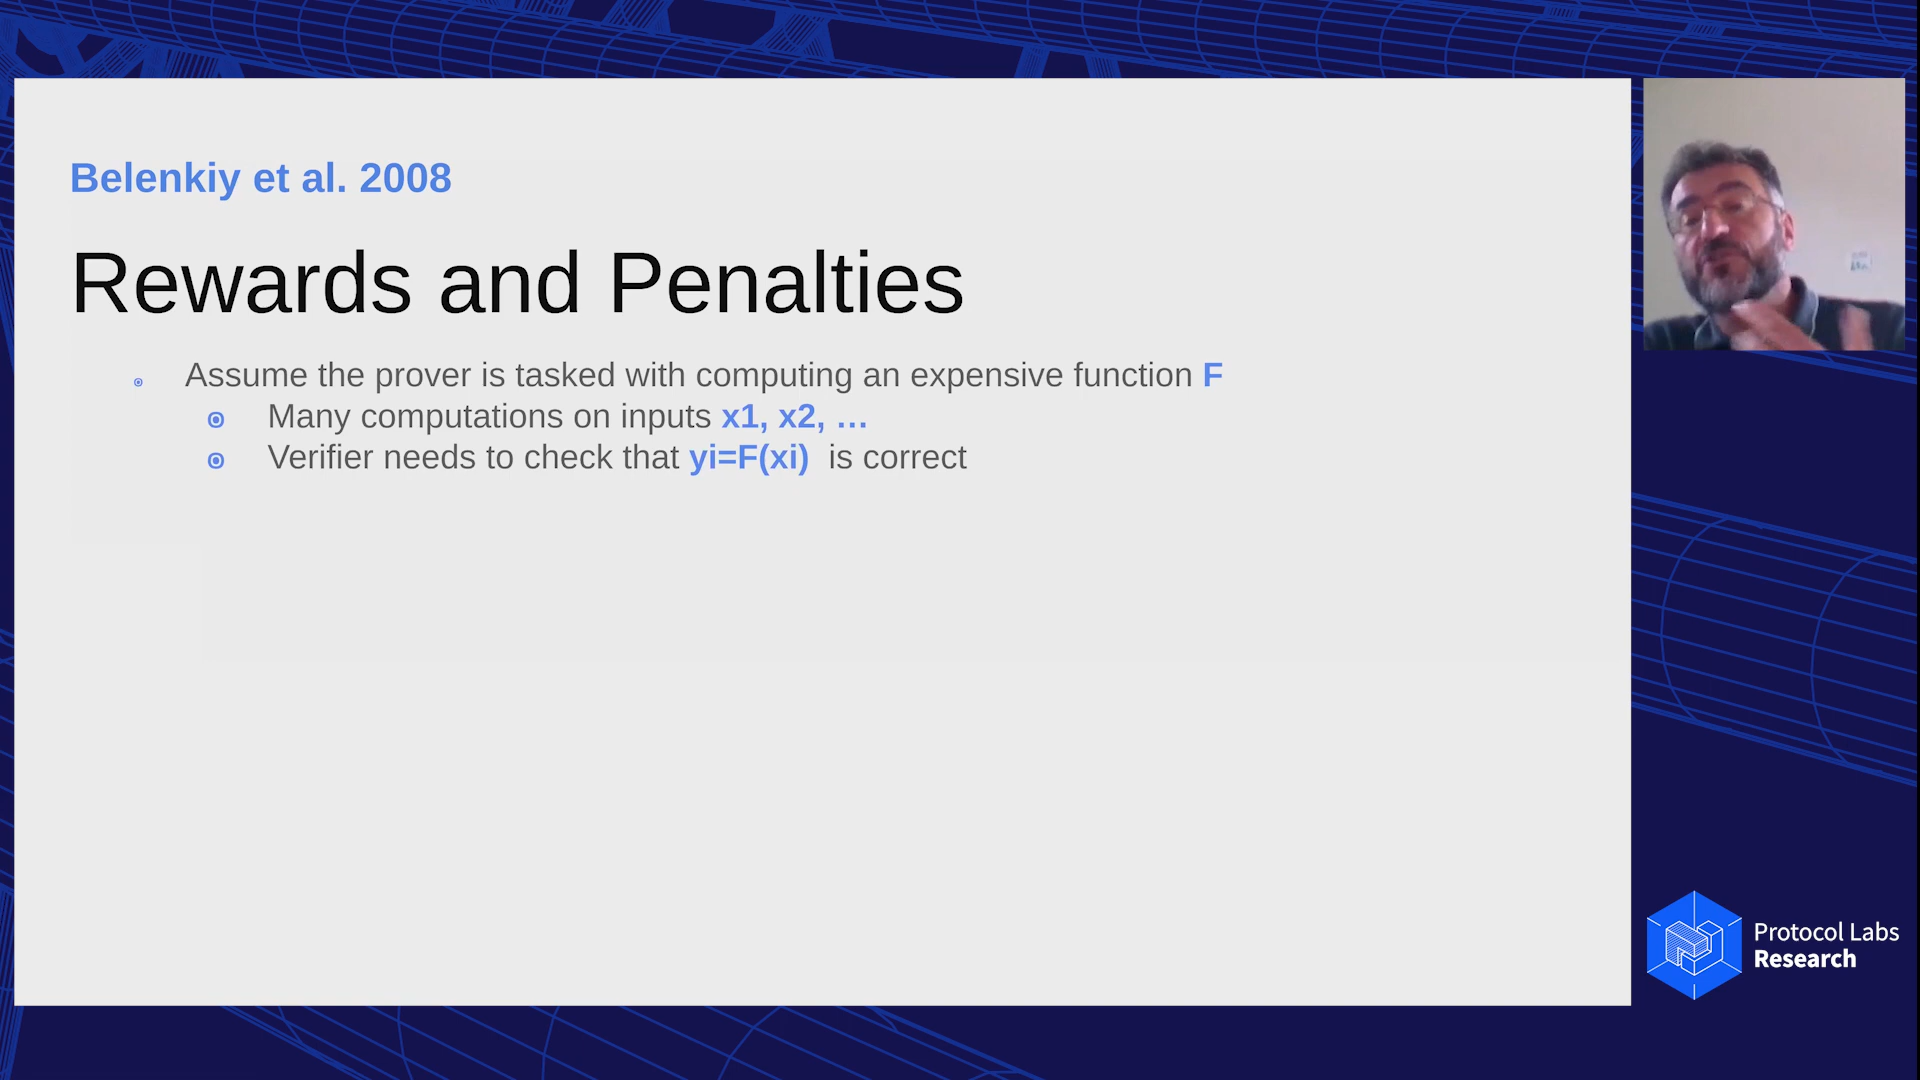 Belenkiy et al. 2008
Rewards and Penalties
Assume the prover is tasked with computing an expensive function F
Many computations on inputs x1, x2, …
Verifier needs to check that yi=F(xi)  is correct
Protocol Labs
Research